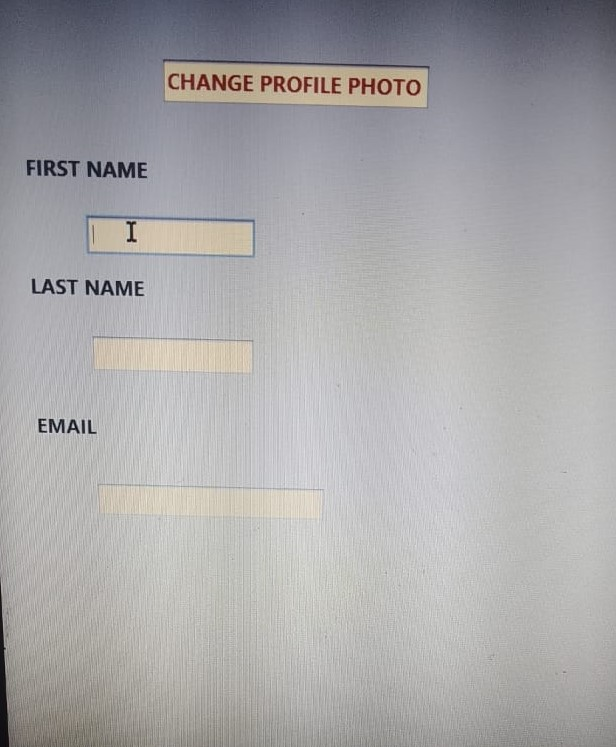 CHANGE PROFILE PHOTO
FIRST NAME
LAST NAME
EMAIL